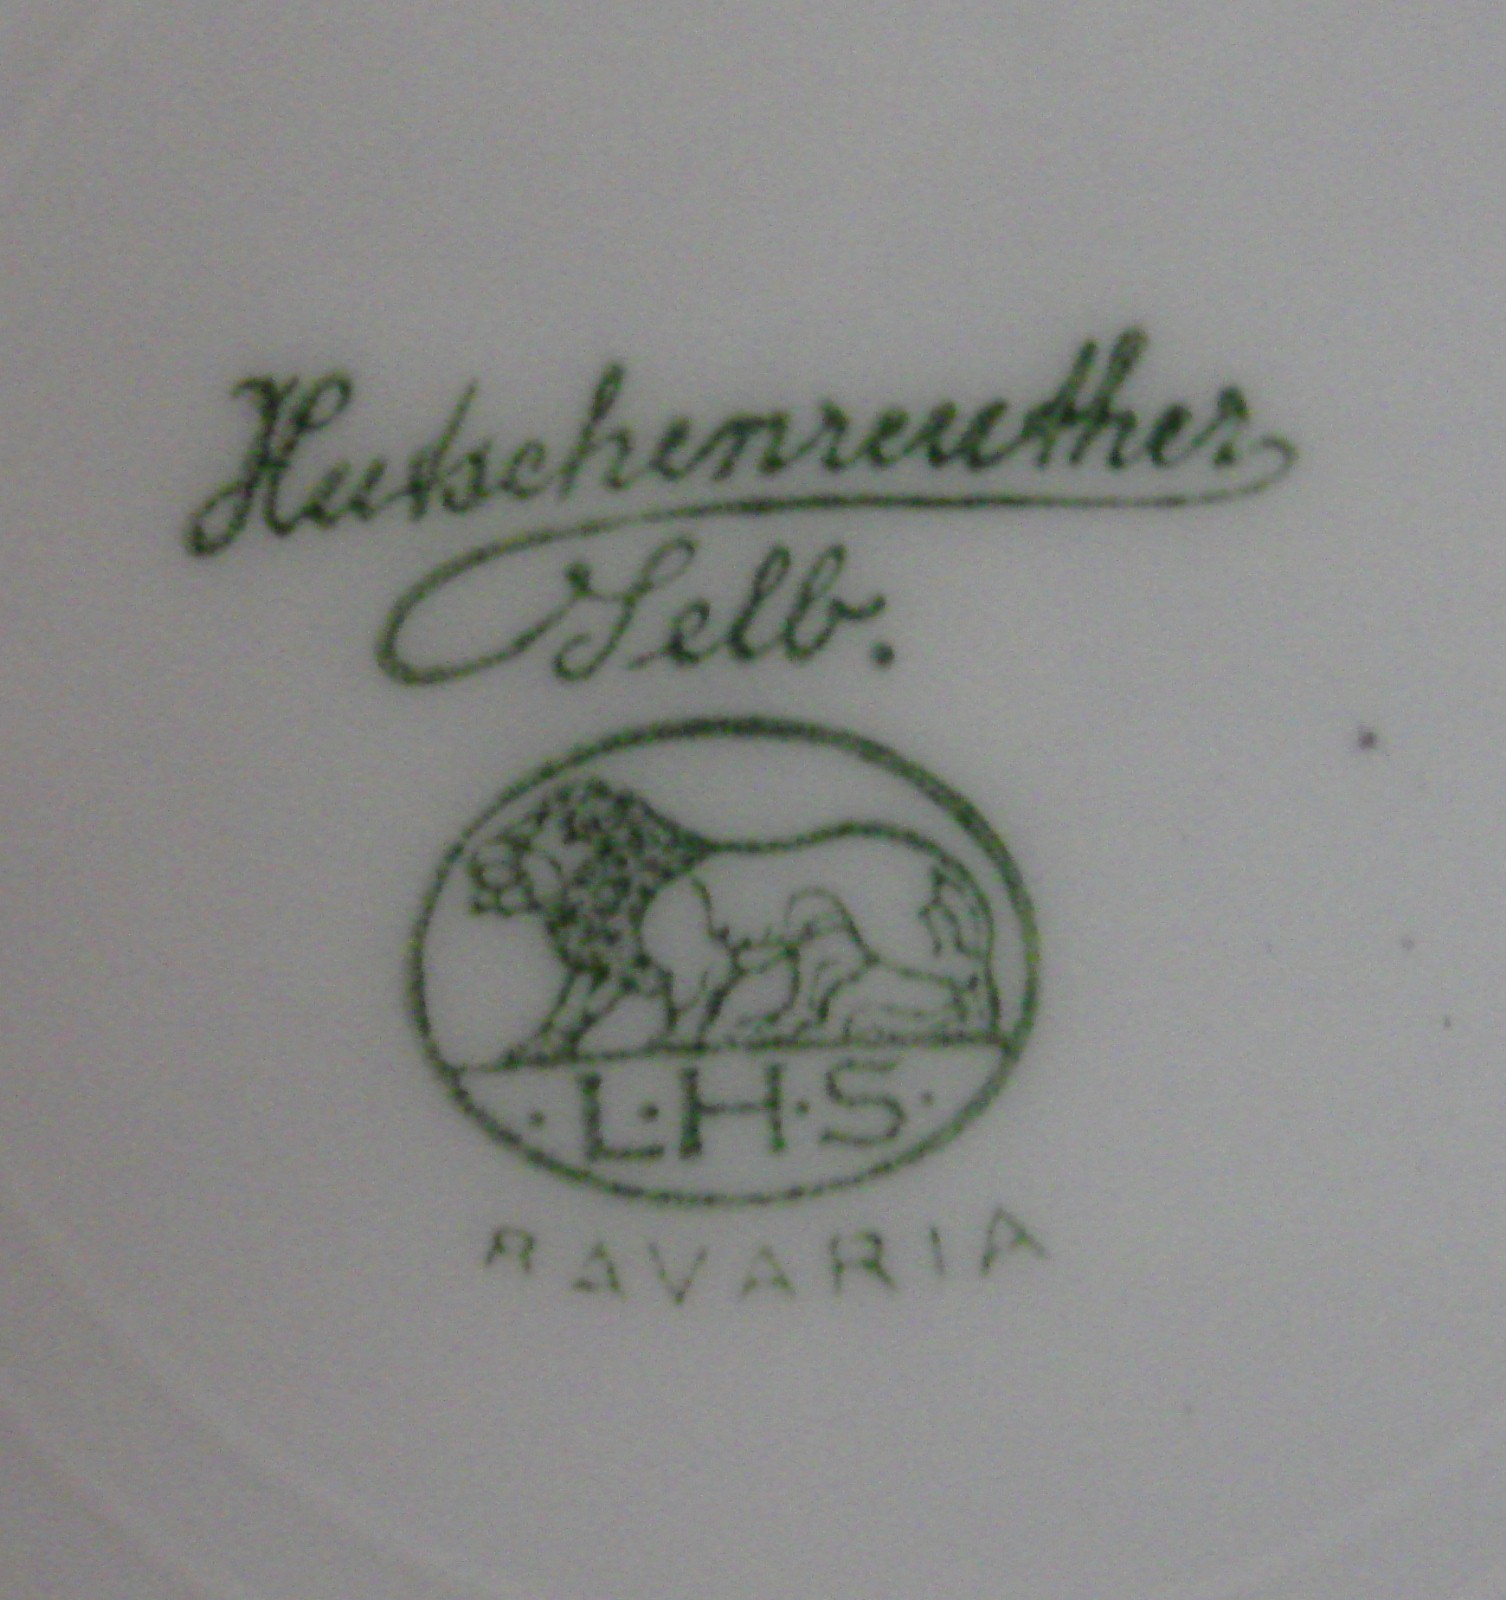 Hutschenreuther
Selb.
· L · H · S ·
BAVARIA